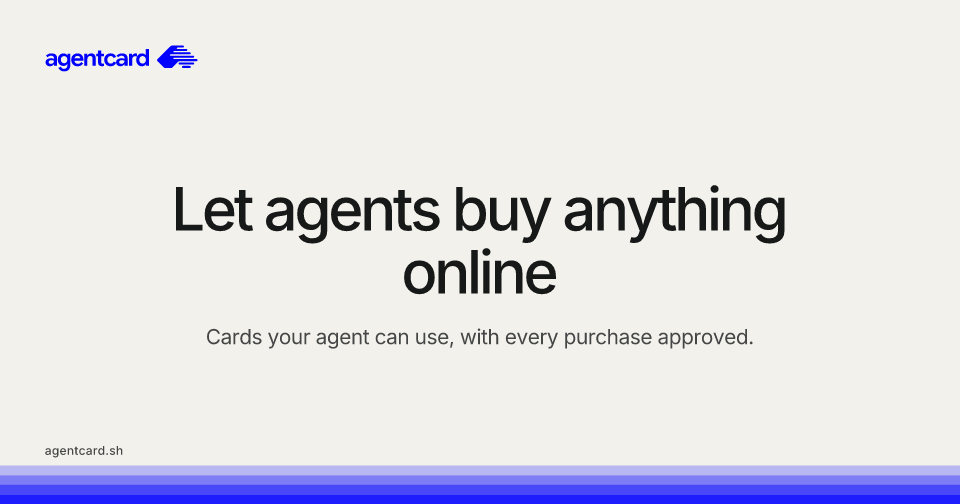 agentcard
Let agents buy anything
online
Cards your agent can use, with every purchase approved.
agentcard.sh